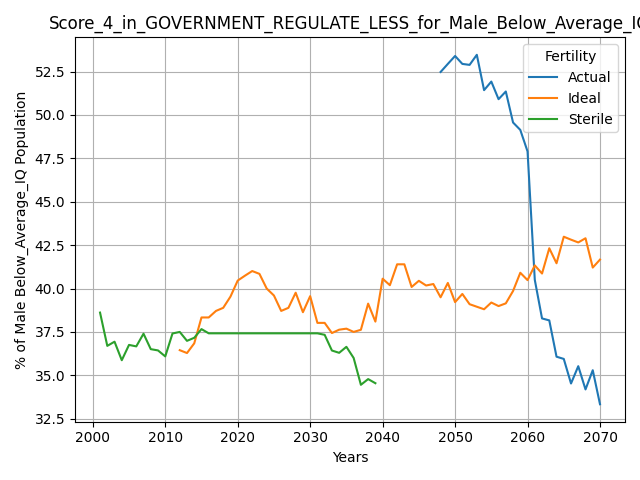 Score_4_in_GOVERNMENT_REGULATE_LESS_for_Male_Below_Average_IQ
Fertility
Actual
Ideal
Sterile
% of Male Below_Average_IQ Population
52.5
50.0
47.5
45.0
42.5
40.0
37.5
35.0
32.5
2000
2010
2020
2030
2040
2050
2060
2070
Years